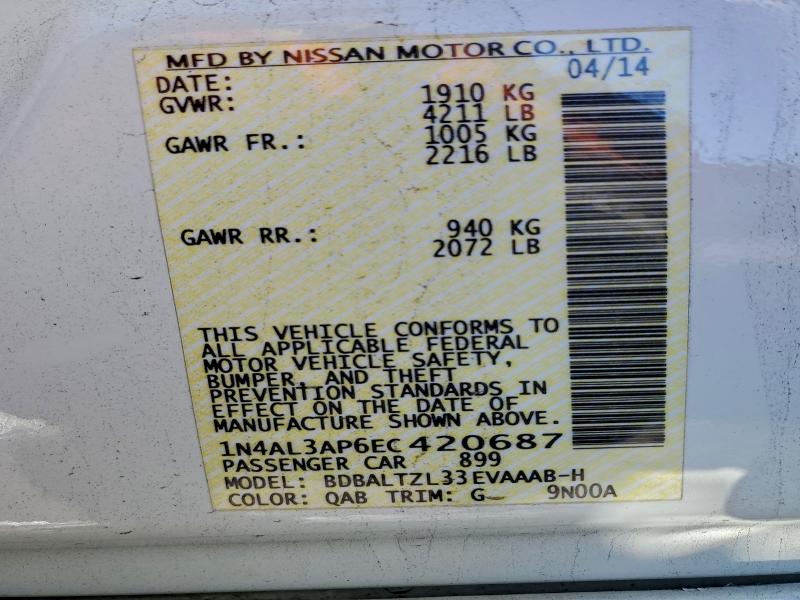 MFD BY NISSAN MOTOR CO., LTD.
DATE: 04/14
GVWR: 1910 KG
4211 LB
GAWR FR.: 1005 KG
2216 LB
GAWR RR.: 940 KG
2072 LB
THIS VEHICLE CONFORMS TO
ALL APPLICABLE FEDERAL
MOTOR VEHICLE SAFETY,
BUMPER, AND THEFT
PREVENTION STANDARDS IN
EFFECT ON THE DATE OF
MANUFACTURE SHOWN ABOVE.
1N4AL3AP6EC420687
PASSENGER CAR 899
MODEL: BDBALTZL33EVAAAB-H
COLOR: QAB TRIM: G 9N00A